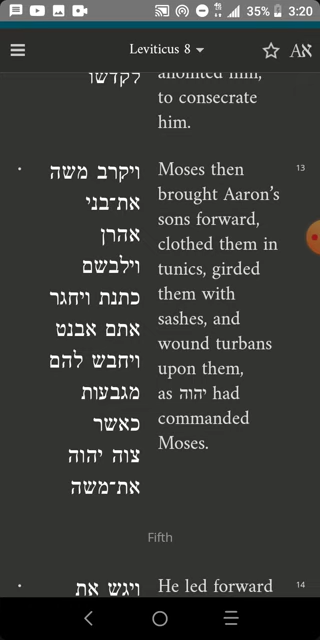 35% 3:20
Leviticus 8
Aא
לקדשו
anointed him,
to consecrate
him.
13
ויקרב משה
את־בני
אהרן
וילבשם
כתנת ויחגר
אתם אבנט
ויחבש להם
מגבעות
כאשר
צוה יהוה
את־משה
Moses then
brought Aaron’s
sons forward,
clothed them in
tunics, girded
them with
sashes, and
wound turbans
upon them,
as יהוה had
commanded
Moses.
Fifth
14
ויגש את
He led forward